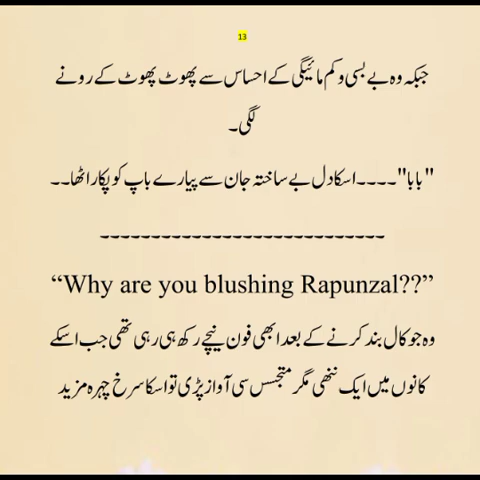 13
جبکہ وہ بے بسی و کم مائیگی کے احساس سے پھوٹ پھوٹ کے رونے
لگی۔
"بابا"۔۔۔۔اسکا دل بے ساختہ جان سے پیارے باپ کو پکار اٹھا۔۔
۔۔۔۔۔۔۔۔۔۔۔۔۔۔۔۔۔۔۔۔۔۔۔۔۔۔۔۔
“Why are you blushing Rapunzal??”
وہ جو کال بند کرنے کے بعد ابھی فون نیچے رکھ ہی رہی تھی جب اسکے
کانوں میں ایک ننھی مگر متجسس سی آواز پڑی تو اسکا سرخ چہرہ مزید